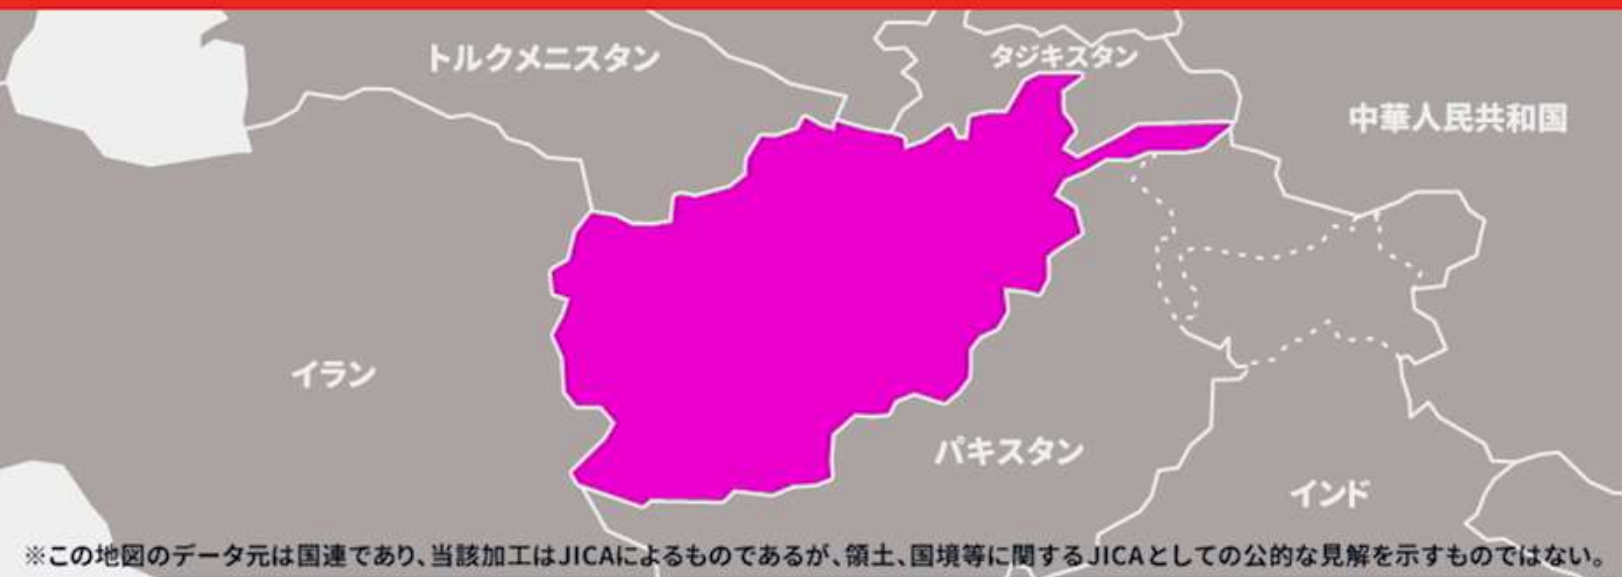 トルクメニスタン
タジキスタン
中華人民共和国
イラン
パキスタン
インド
※この地図のデータ元は国連であり、当該加工はJICAによるものであるが、領土、国境等に関するJICAとしての公的な見解を示すものではない。